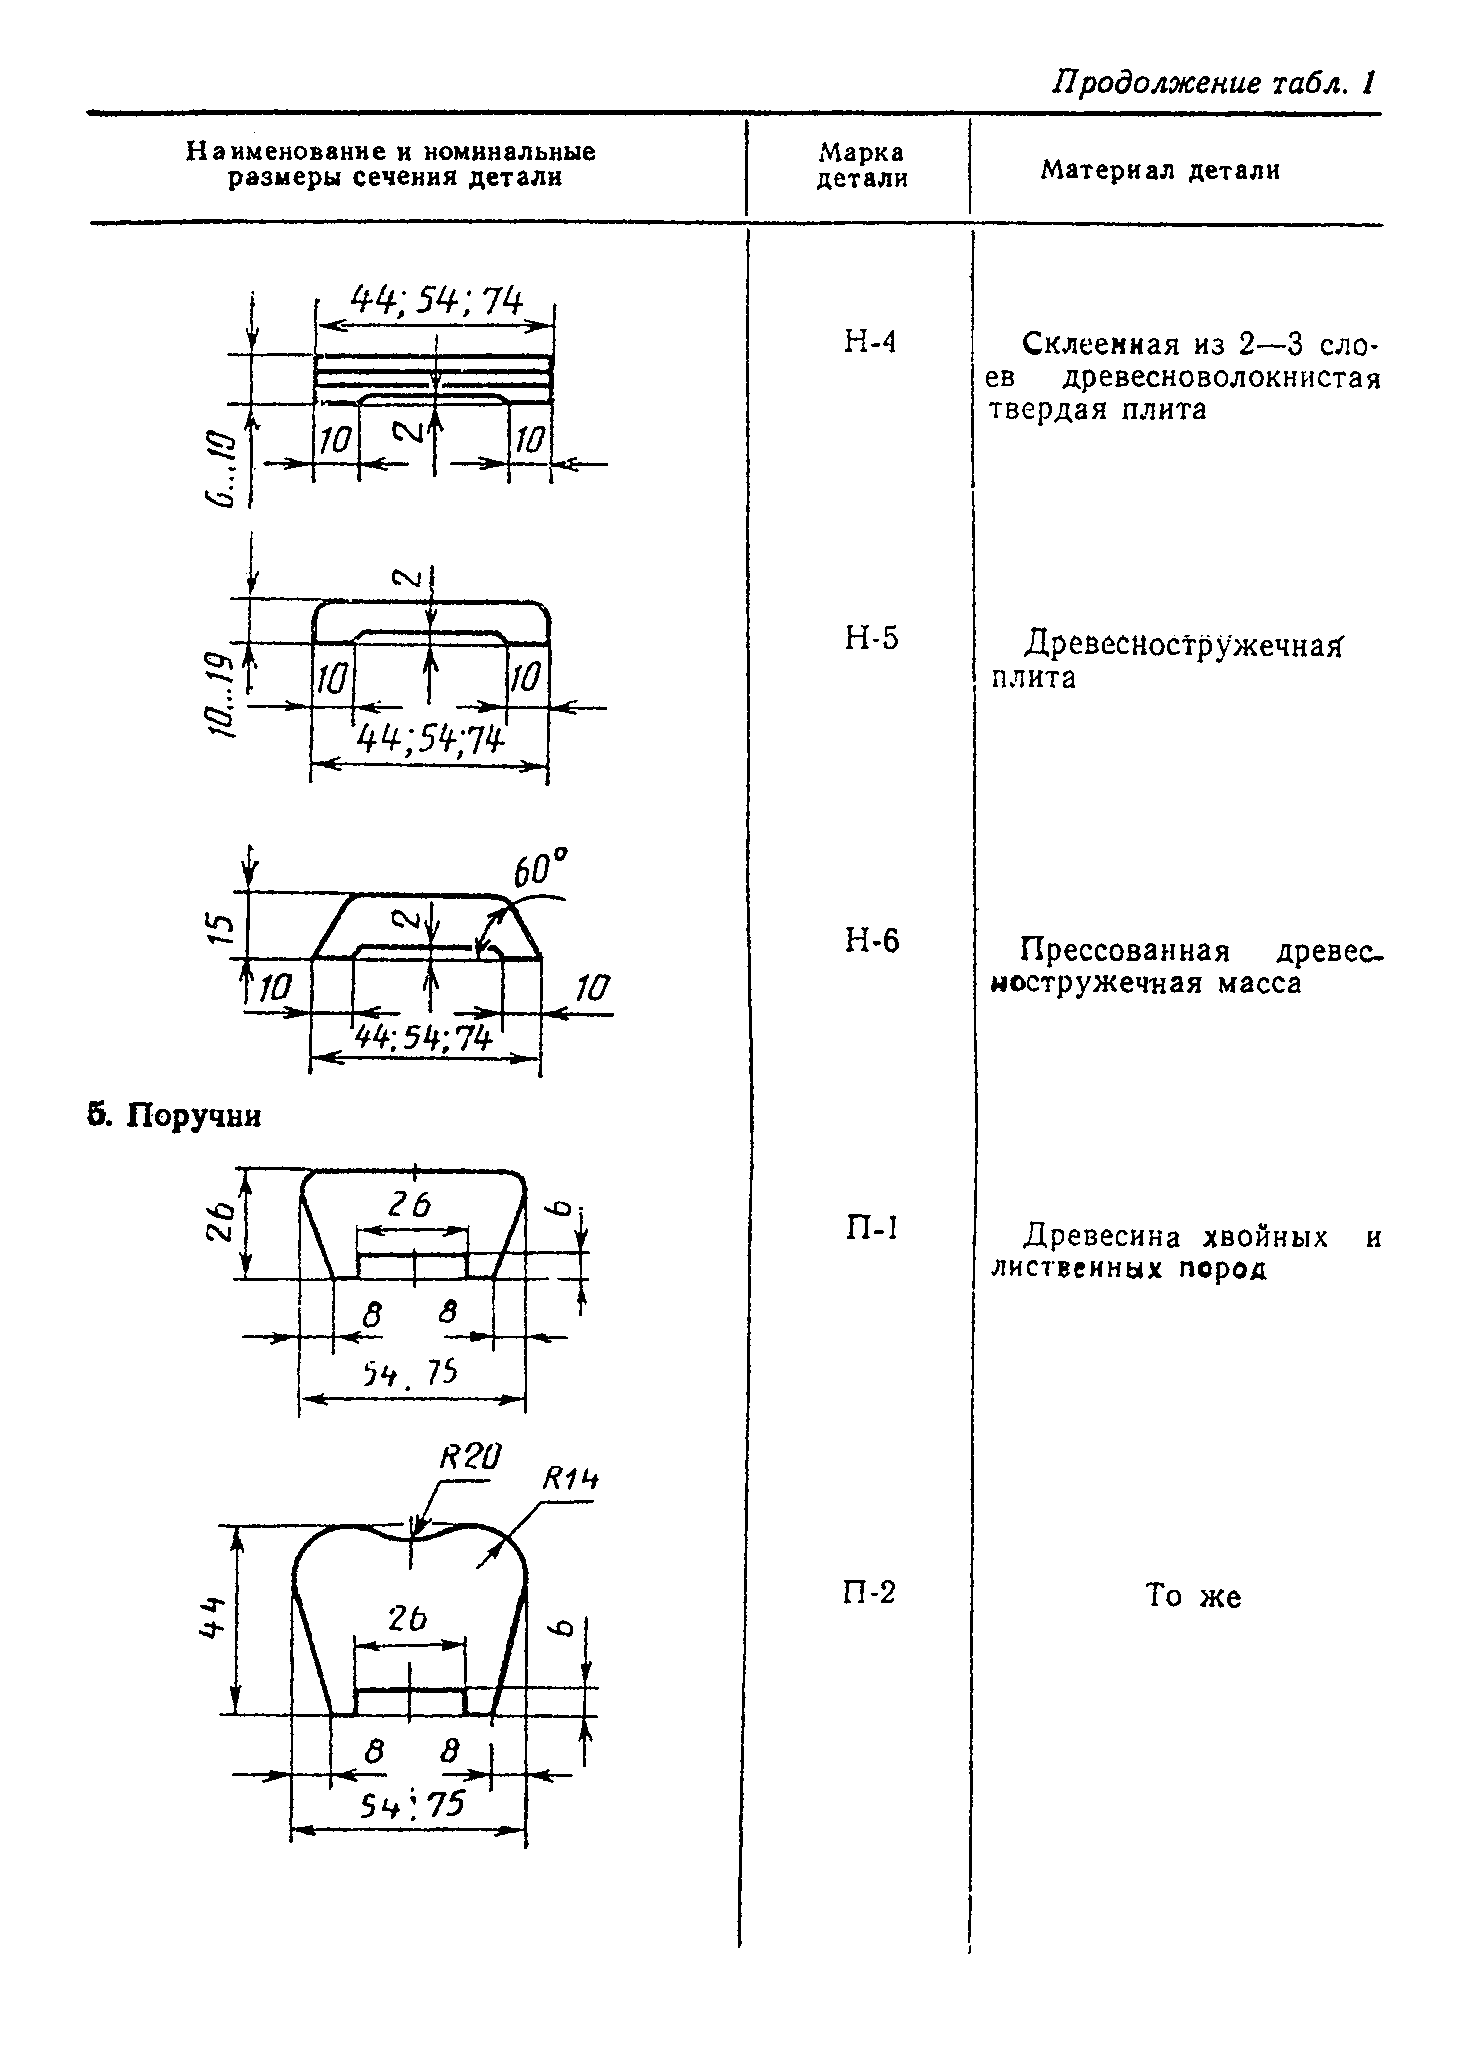 Продолжение табл. 1
Наименование и номинальные
размеры сечения детали
Марка
детали
Материал детали
44; 54; 74
6...10
10
2
10
Н-4
Склеенная из 2—3 сло-
ев древесноволокнистая
твердая плита
2
10...19
10
10
44; 54; 74
Н-5
Древесностружечная
плита
60°
15
2
10
10
44; 54; 74
Н-6
Прессованная древес-
ностружечная масса
5. Поручни
26
26
6
8
8
54. 75
П-1
Древесина хвойных и
лиственных пород
R20
R14
44
26
6
8
8
54; 75
П-2
То же